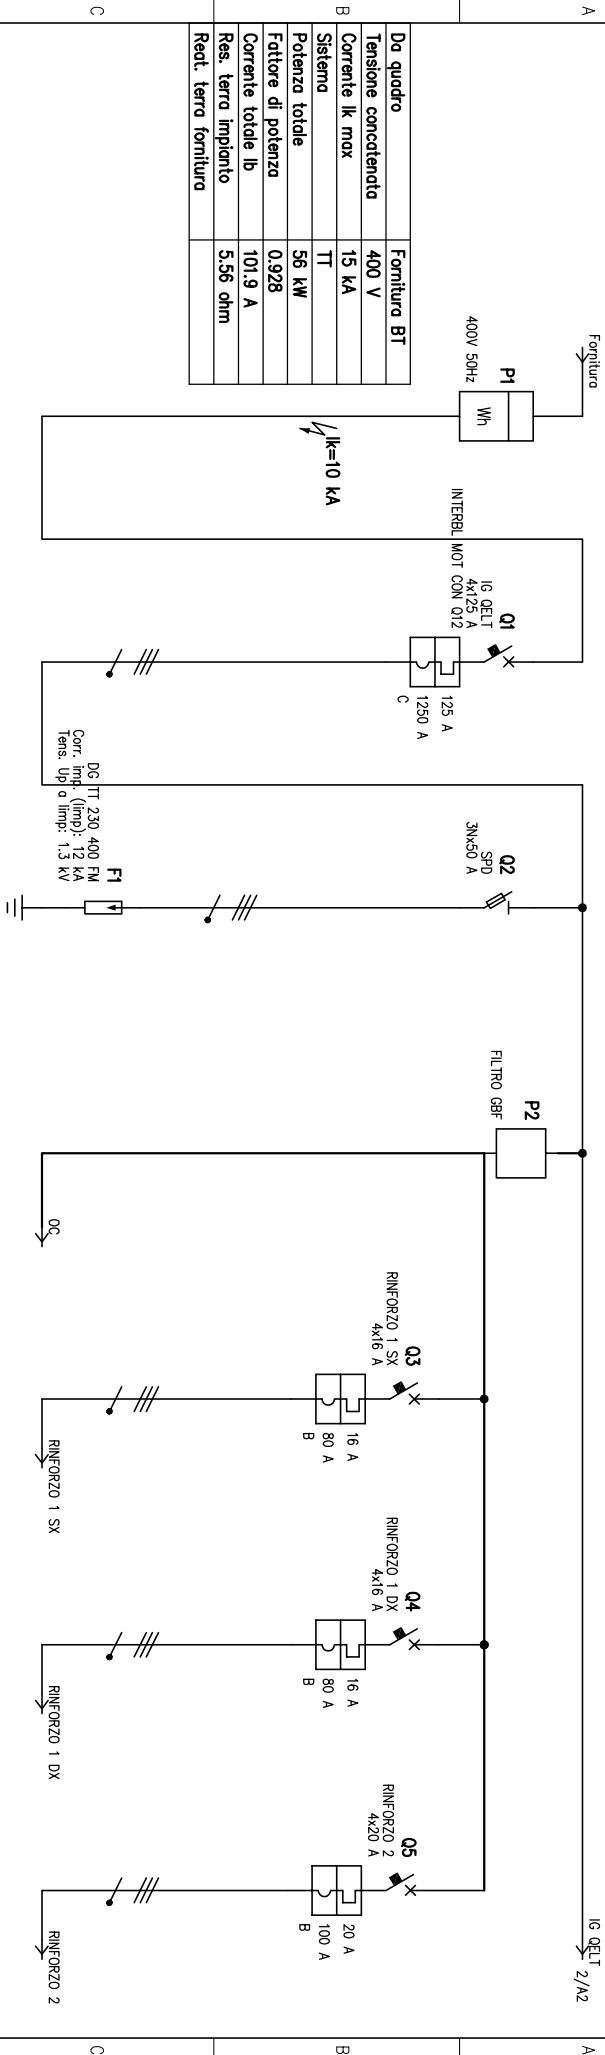 A
B
C
Da quadro Fornitura BT
Tensione concatenata 400 V
Corrente Ik max 15 kA
Sistema TT
Potenza totale 56 kW
Fattore di potenza 0.928
Corrente totale Ib 101.9 A
Res. terra impianto 5.56 ohm
Reat. terra fornitura
Fornitura
P1
Wh
400V 50Hz
Ik=10 kA
Q1
IG QELT
4x125 A
INTERBL MOT CON Q12
125 A
1250 A
C
Q2
SPD
3Nx50 A
F1
DG TT 230 400 FM
Corr. imp. (Iimp): 12 kA
Tens. Up a Iimp: 1.3 kV
P2
FILTRO GBF
OC
Q3
RINFORZO 1 SX
4x16 A
16 A
80 A
B
RINFORZO 1 SX
Q4
RINFORZO 1 DX
4x16 A
16 A
80 A
B
RINFORZO 1 DX
Q5
RINFORZO 2
4x20 A
20 A
100 A
B
RINFORZO 2
IG QELT
2/A2
A
B
C